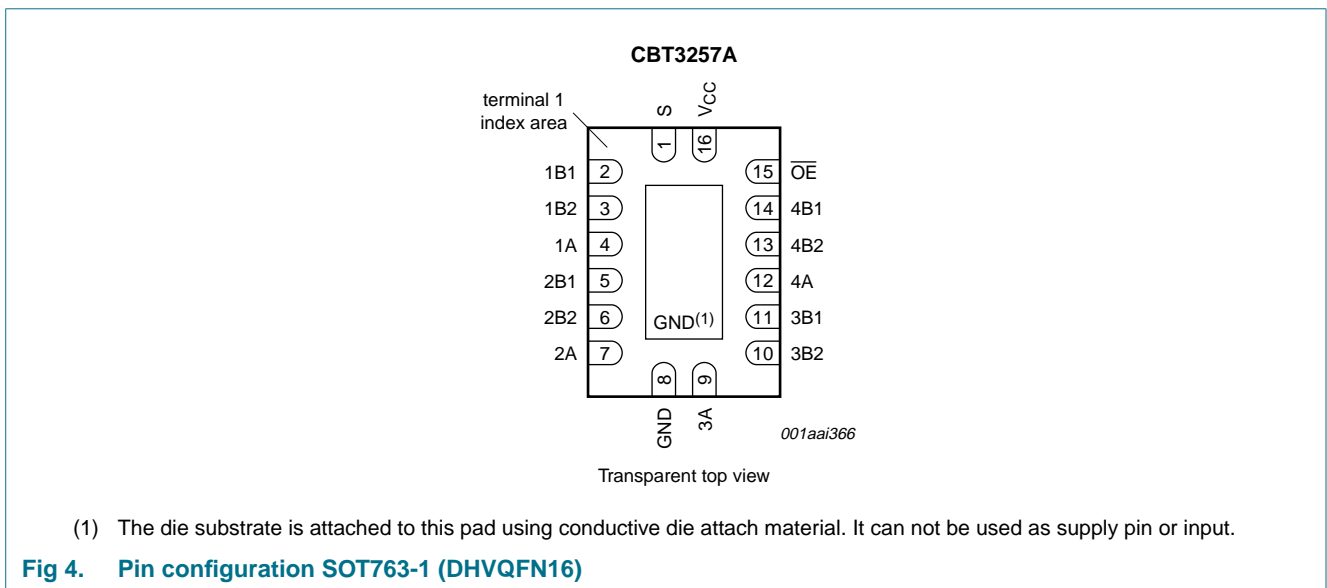 CBT3257A
terminal 1
index area
S
VCC
1
16
1B1 2 15 OE
1B2 3 14 4B1
1A 4 13 4B2
2B1 5 12 4A
2B2 6 GND(1) 11 3B1
2A 7 10 3B2
8
9
GND
3A
001aai366
Transparent top view
(1) The die substrate is attached to this pad using conductive die attach material. It can not be used as supply pin or input.
Fig 4. Pin configuration SOT763-1 (DHVQFN16)